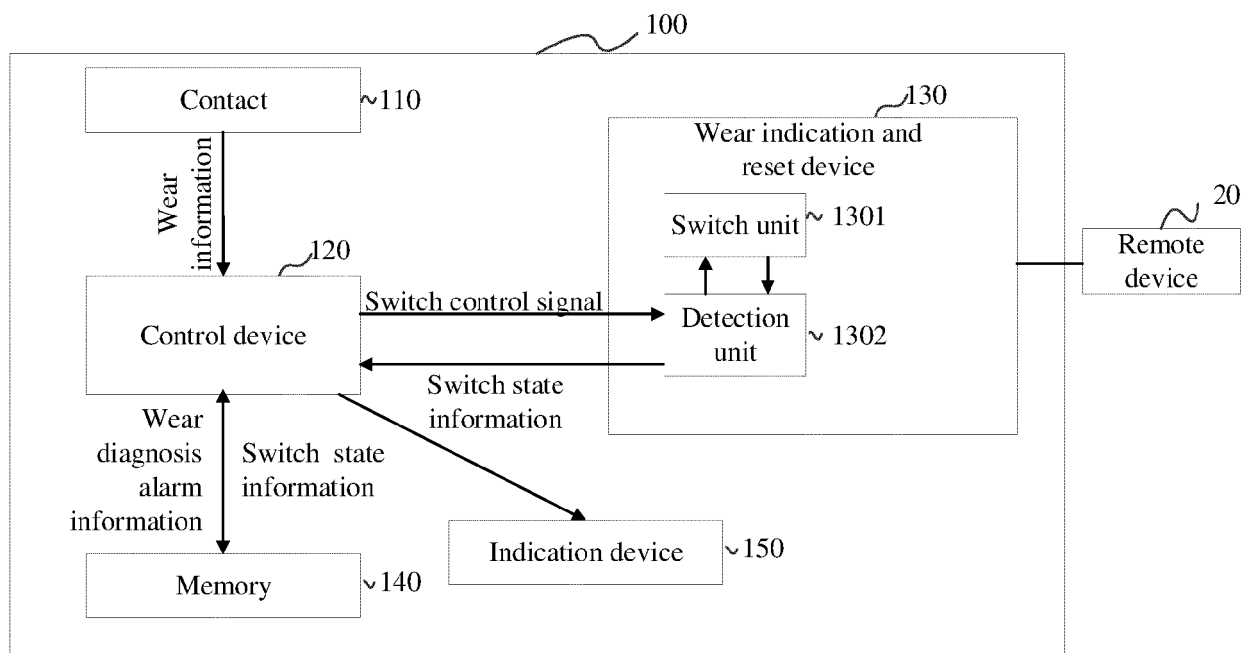 100
Contact
110
130
Wear indication and
reset device
Wear
information
Switch unit
1301
20
Remote
device
120
Switch control signal
Control device
Detection
unit
1302
Switch state
information
Wear
diagnosis
alarm
information
Switch state
information
Indication device
150
Memory
140